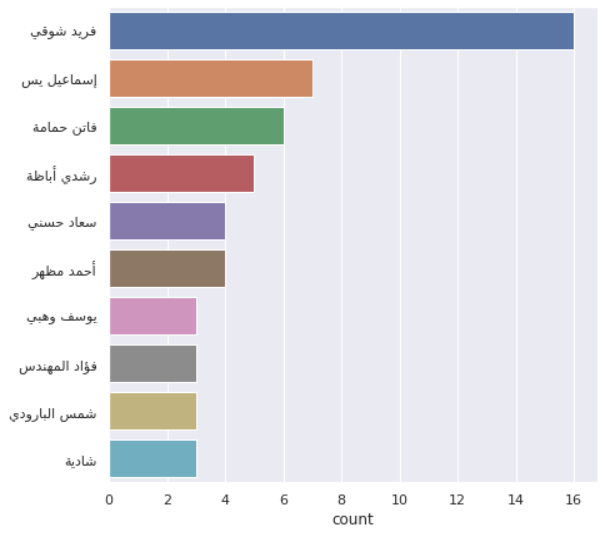 فريد شوقي
إسماعيل يس
فاتن حمامة
رشدي أباظة
سعاد حسني
أحمد مظهر
يوسف وهبي
فؤاد المهندس
شمس البارودي
شادية
0 2 4 6 8 10 12 14 16
count